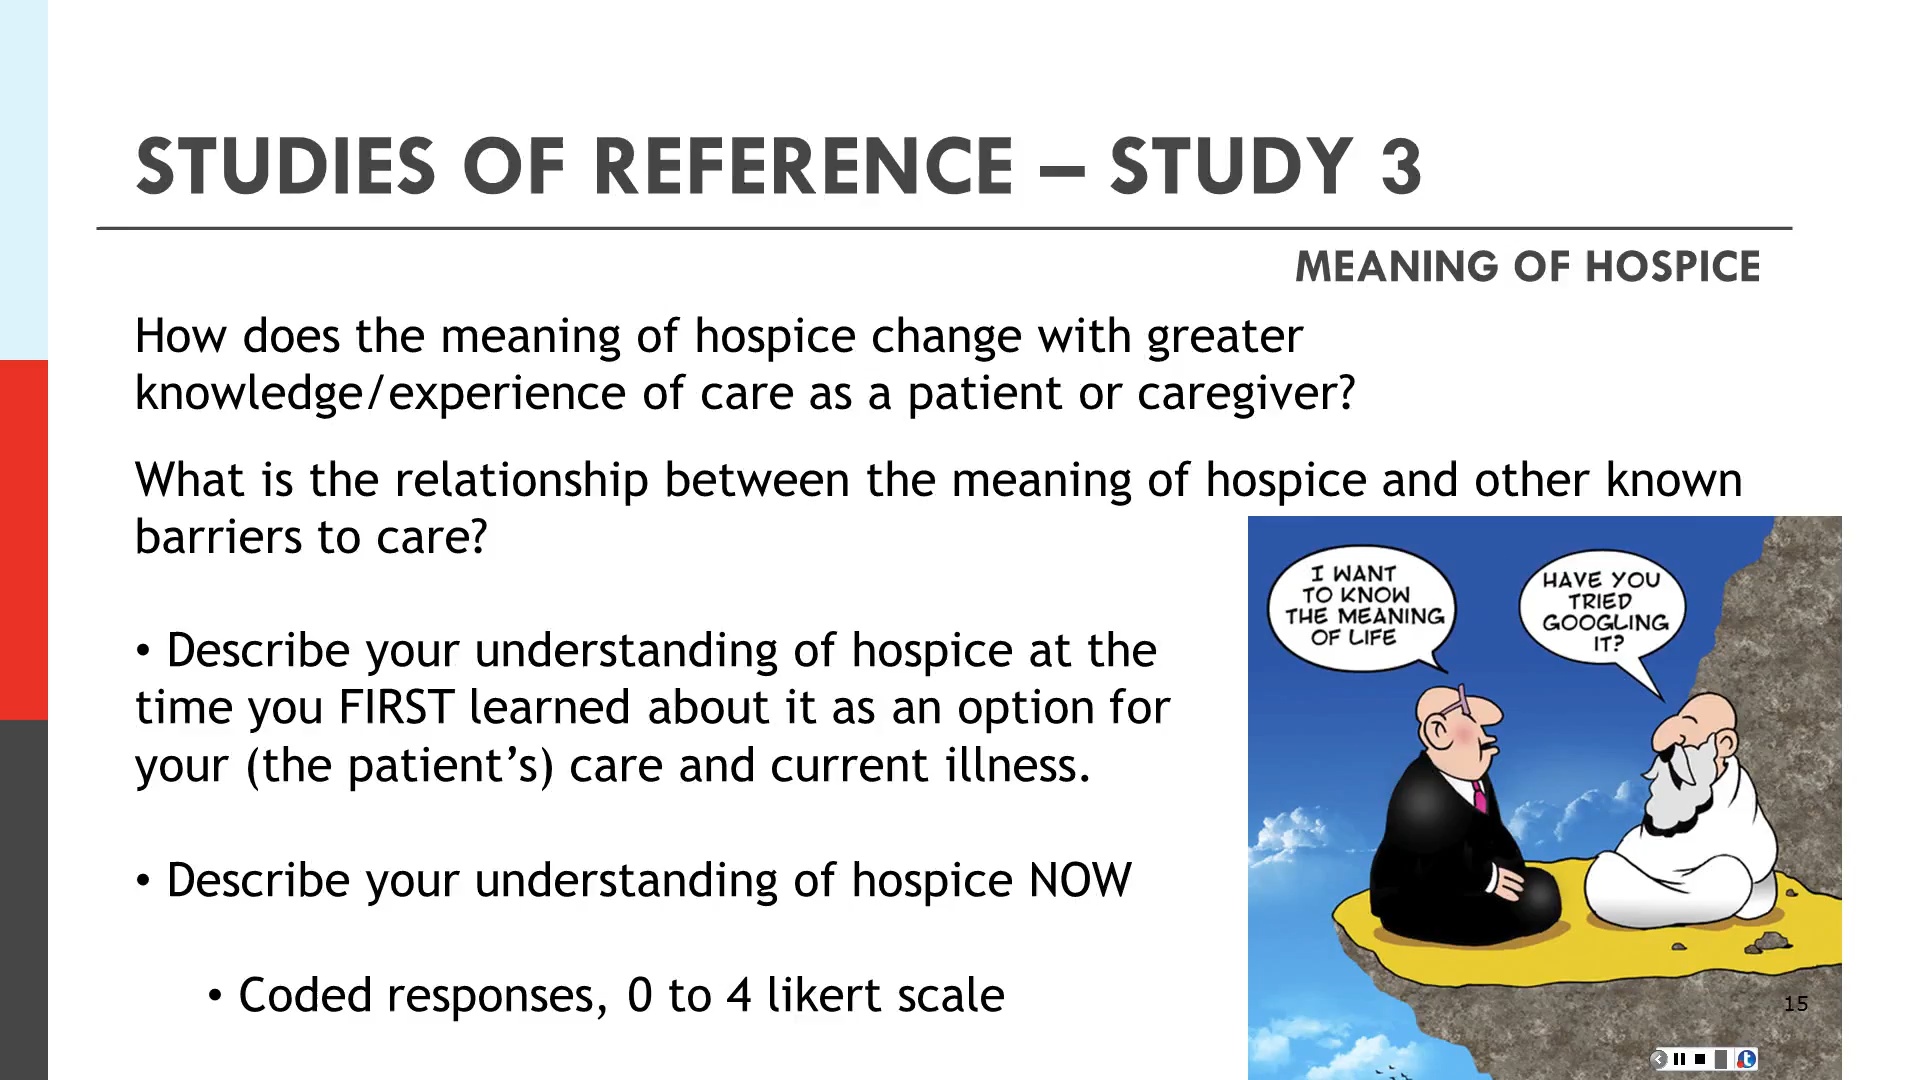 STUDIES OF REFERENCE – STUDY 3
MEANING OF HOSPICE
How does the meaning of hospice change with greater
knowledge/experience of care as a patient or caregiver?
What is the relationship between the meaning of hospice and other known
barriers to care?
• Describe your understanding of hospice at the
time you FIRST learned about it as an option for
your (the patient’s) care and current illness.
• Describe your understanding of hospice NOW
• Coded responses, 0 to 4 likert scale
I WANT
TO KNOW
THE MEANING
OF LIFE
HAVE YOU
TRIED
GOOGLING
IT?
15
t